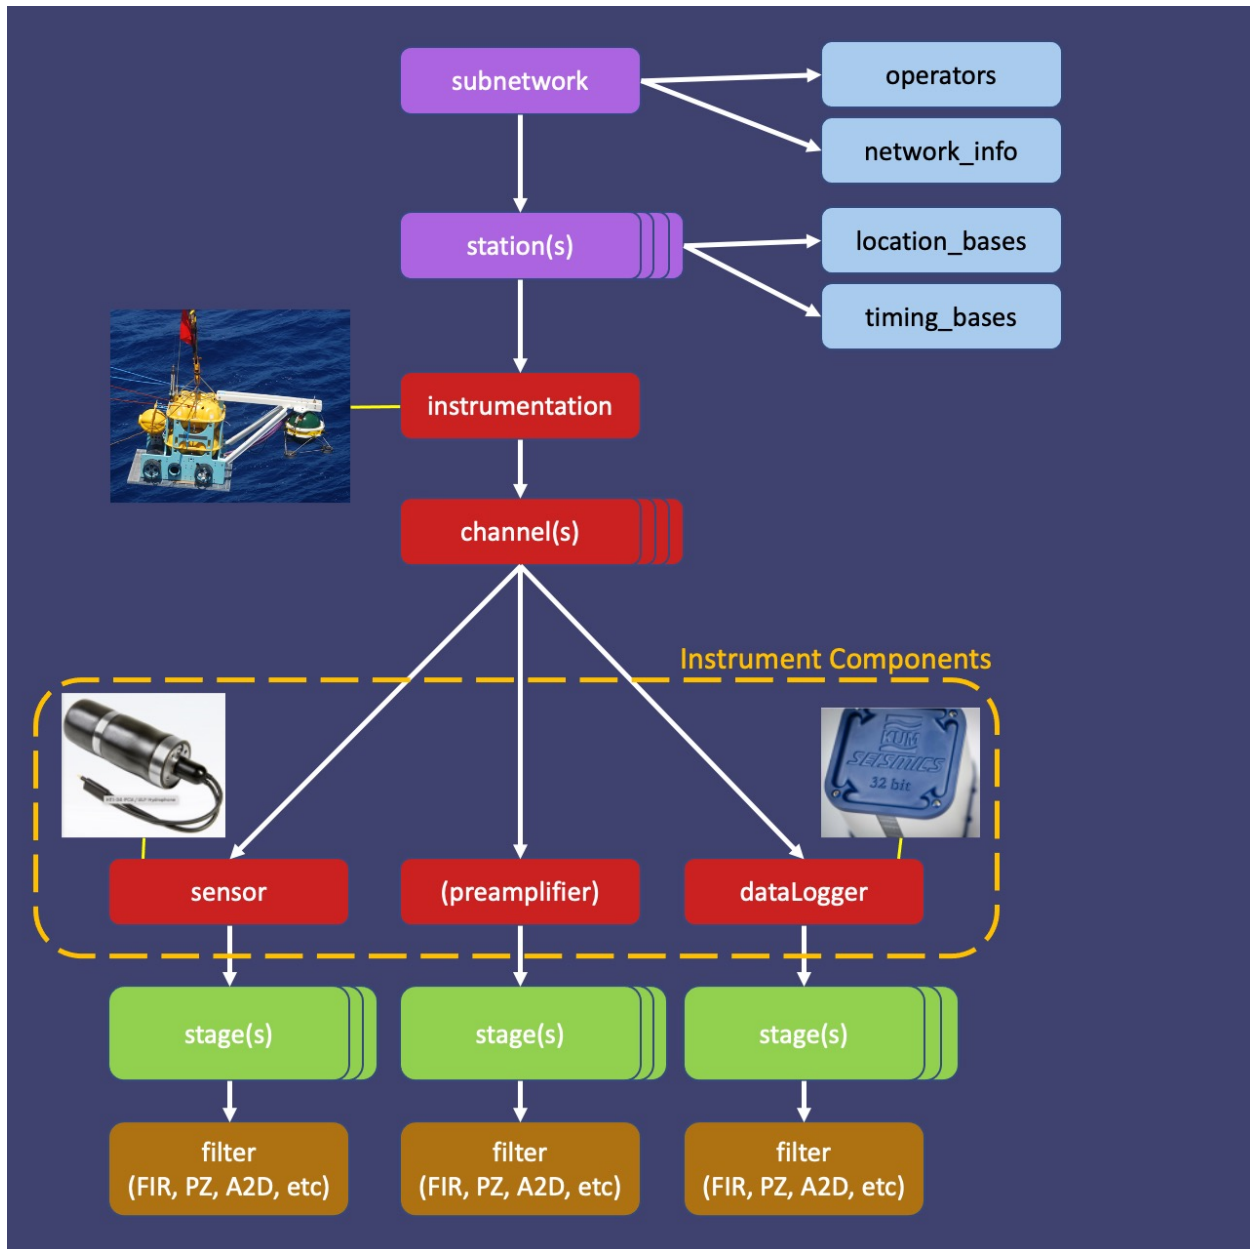 subnetwork
operators
network_info
station(s)
location_bases
timing_bases
instrumentation
channel(s)
Instrument Components
KUM
SEISMICS
32 bit
sensor
(preamplifier)
dataLogger
stage(s)
stage(s)
stage(s)
filter
(FIR, PZ, A2D, etc)
filter
(FIR, PZ, A2D, etc)
filter
(FIR, PZ, A2D, etc)